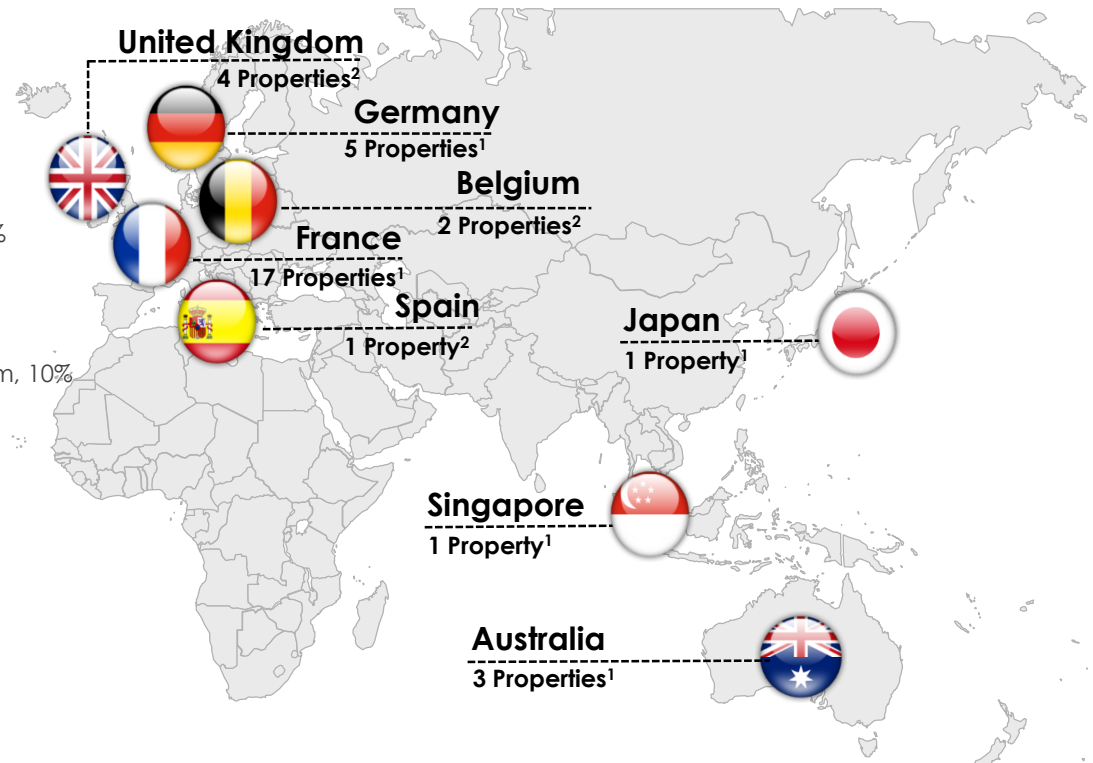 United Kingdom
4 Properties²
Germany
5 Properties¹
Belgium
2 Properties²
%
France
17 Properties¹
Spain
1 Property²
Japan
1 Property¹
10%
Singapore
1 Property¹
Australia
3 Properties¹